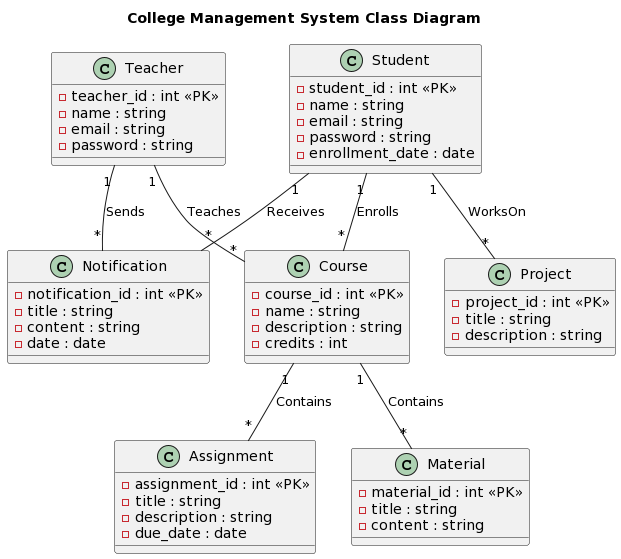 College Management System Class Diagram
C Teacher
teacher_id : int «PK»
name : string
email : string
password : string
C Student
student_id : int «PK»
name : string
email : string
password : string
enrollment_date : date
1
1
1
1
1
Sends
Teaches
Receives
Enrolls
WorksOn
*
*
*
*
*
C Notification
notification_id : int «PK»
title : string
content : string
date : date
C Course
course_id : int «PK»
name : string
description : string
credits : int
C Project
project_id : int «PK»
title : string
description : string
1
1
Contains
Contains
*
*
C Assignment
assignment_id : int «PK»
title : string
description : string
due_date : date
C Material
material_id : int «PK»
title : string
content : string